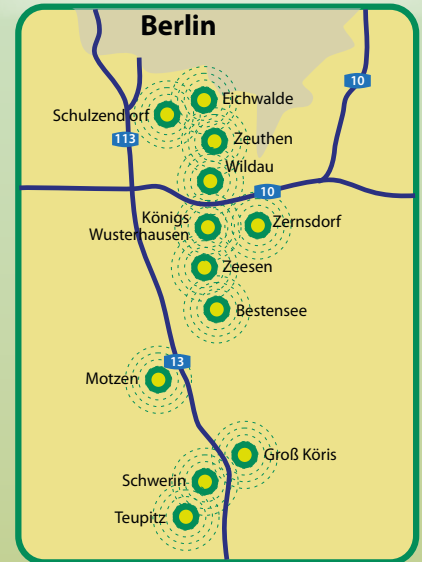 Berlin
10
Eichwalde
Schulzendorf
113
Zeuthen
Wildau
10
Königs
Wusterhausen
Zernsdorf
Zeesen
Bestensee
13
Motzen
Groß Köris
Schwerin
Teupitz